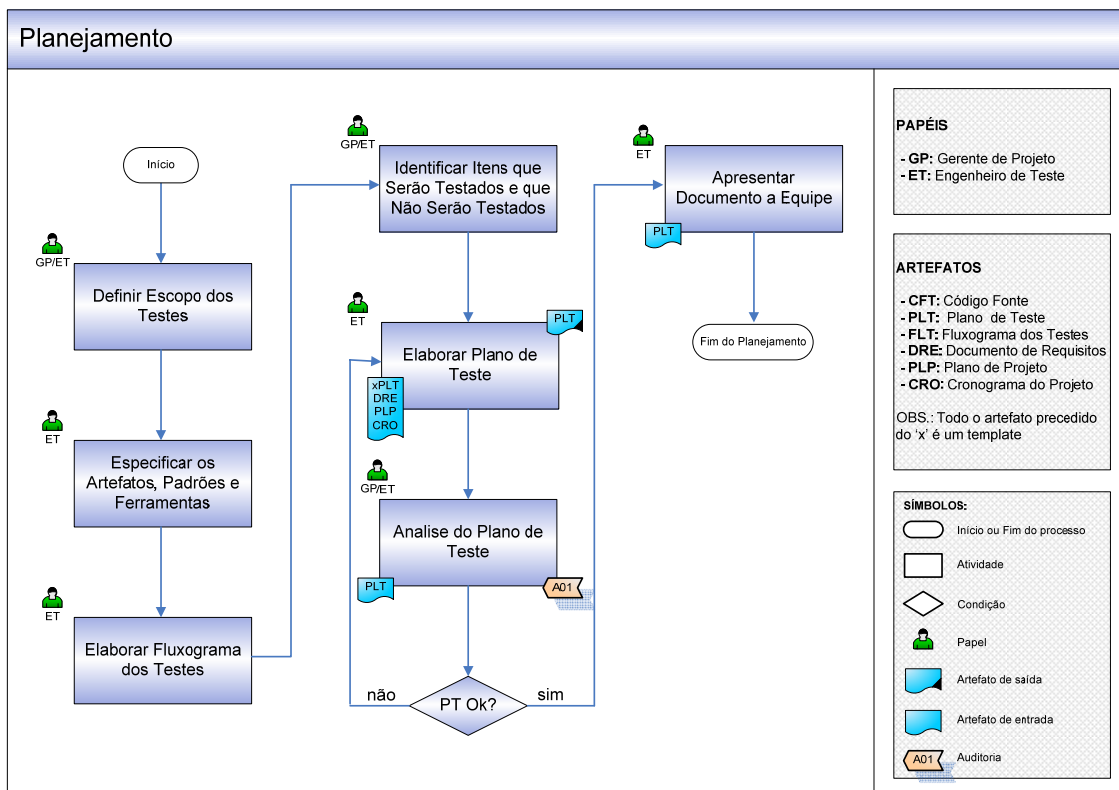 Planejamento
Início
GP/ET
Definir Escopo dos
Testes
ET
Especificar os
Artefatos, Padrões e
Ferramentas
ET
Elaborar Fluxograma
dos Testes
GP/ET
Identificar Itens que
Serão Testados e que
Não Serão Testados
ET
PLT
Elaborar Plano de
Teste
xPLT
DRE
PLP
CRO
GP/ET
Analise do Plano de
Teste
PLT
A01
não
PT Ok?
sim
ET
Apresentar
Documento a Equipe
PLT
Fim do Planejamento
PAPÉIS
- GP: Gerente de Projeto
- ET: Engenheiro de Teste
ARTEFATOS
- CFT: Código Fonte
- PLT: Plano de Teste
- FLT: Fluxograma dos Testes
- DRE: Documento de Requisitos
- PLP: Plano de Projeto
- CRO: Cronograma do Projeto
OBS.: Todo o artefato precedido
do ‘x’ é um template
SÍMBOLOS:
Início ou Fim do processo
Atividade
Condição
Papel
Artefato de saída
Artefato de entrada
A01
Auditoria